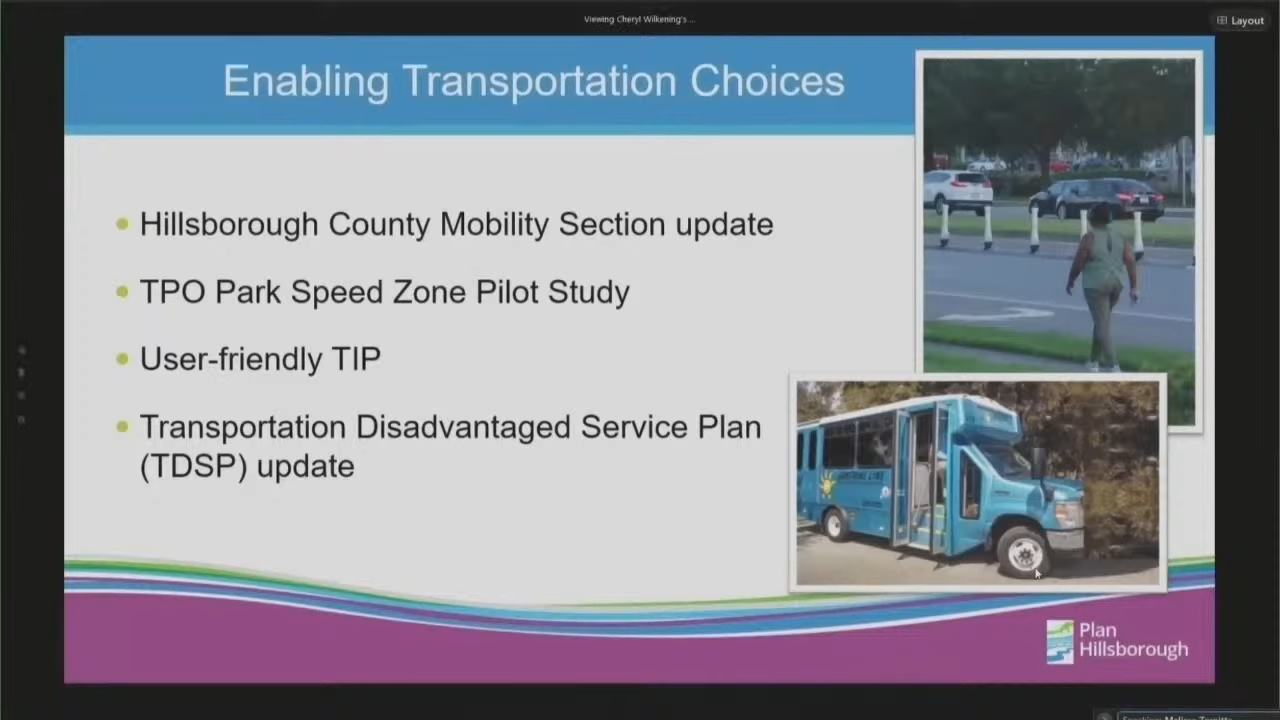 Viewing Cheryl Wilkening's ...
Layout
Enabling Transportation Choices
Hillsborough County Mobility Section update
TPO Park Speed Zone Pilot Study
User-friendly TIP
Transportation Disadvantaged Service Plan
(TDSP) update
Plan
Hillsborough